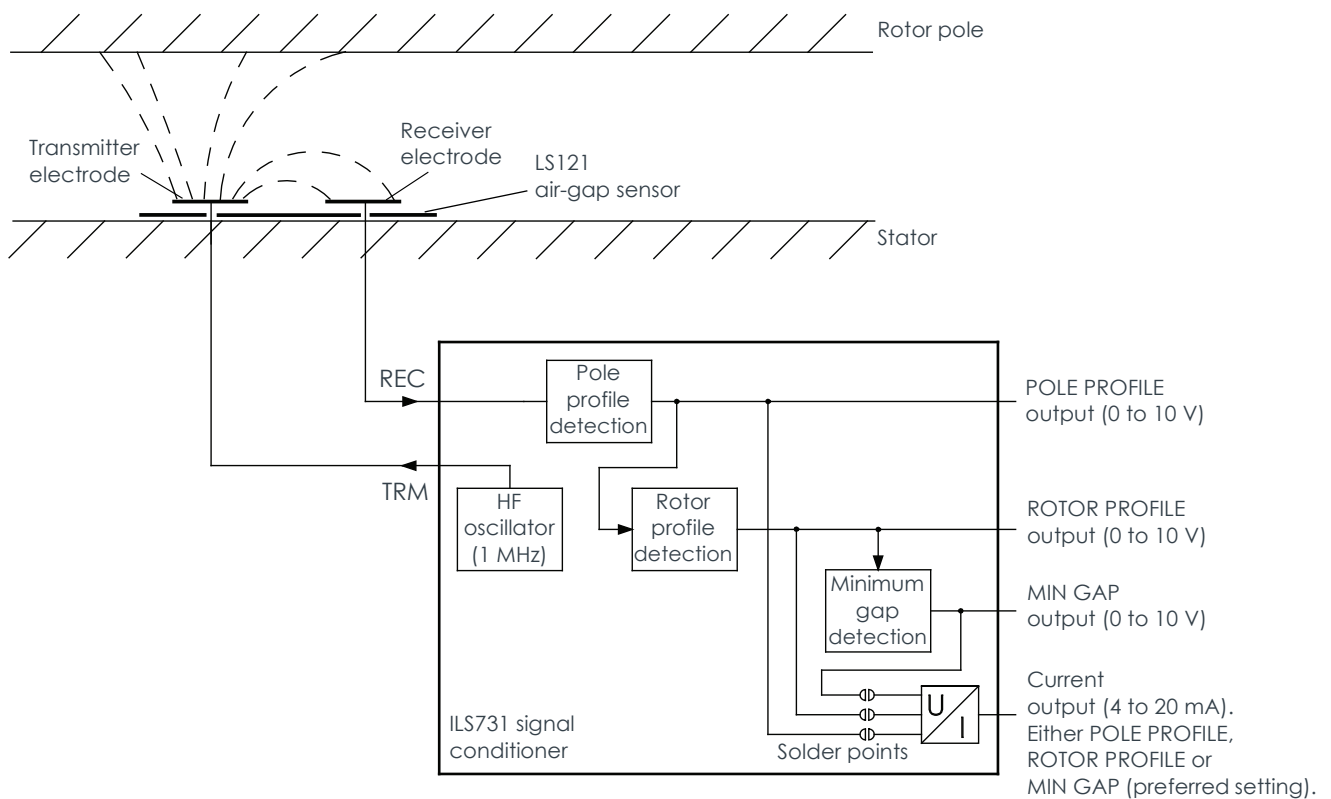 Rotor pole
Transmitter
electrode
Receiver
electrode
LS121
air-gap sensor
Stator
REC
TRM
Pole
profile
detection
POLE PROFILE
output (0 to 10 V)
HF
oscillator
(1 MHz)
Rotor
profile
detection
ROTOR PROFILE
output (0 to 10 V)
Minimum
gap
detection
MIN GAP
output (0 to 10 V)
U
I
Solder points
Current
output (4 to 20 mA).
Either POLE PROFILE,
ROTOR PROFILE or
MIN GAP (preferred setting).
ILS731 signal
conditioner